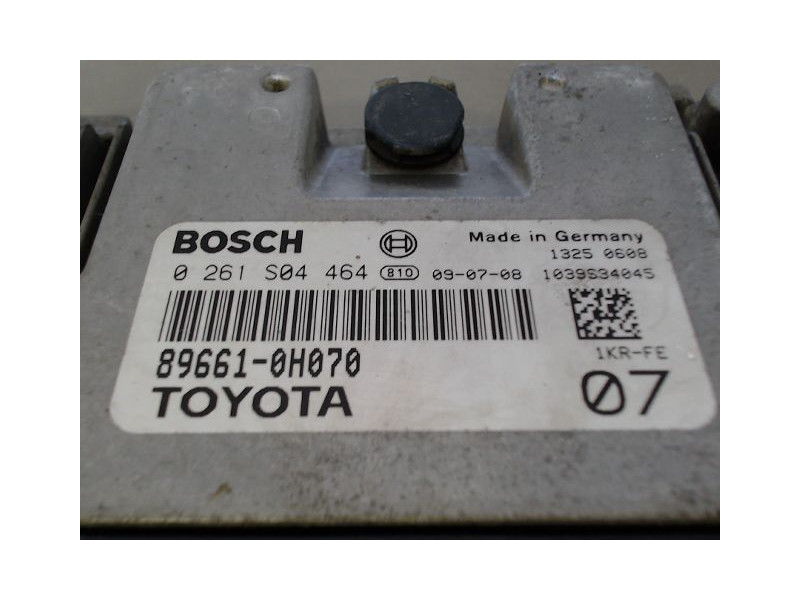 BOSCH Made in Germany
1325 0608
0 261 S04 464 810 09-07-08 1039S34045
89661-0H070 1KR-FE
TOYOTA 07